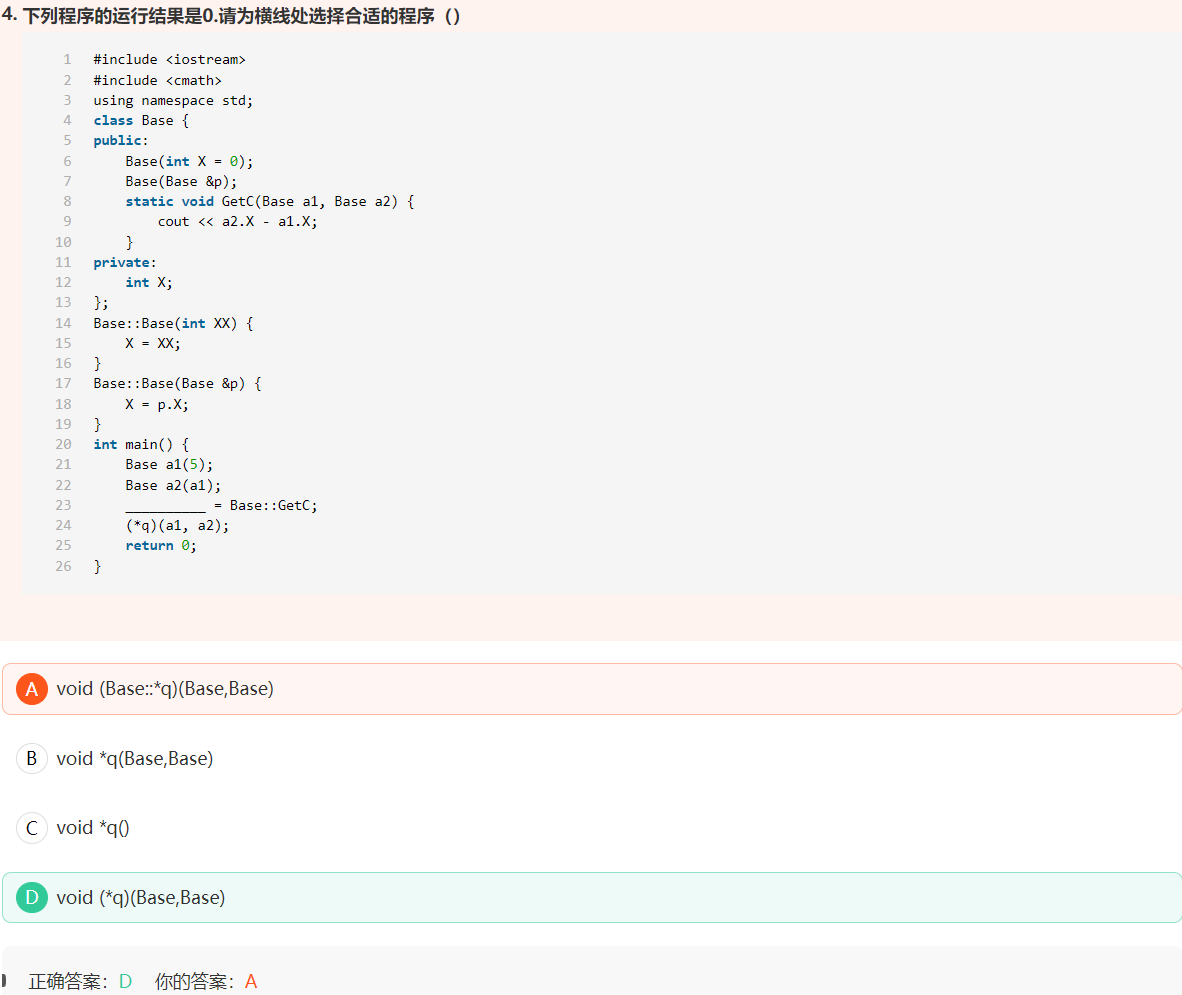 4. 下列程序的运行结果是0.请为横线处选择合适的程序（）
1 #include <iostream>
2 #include <cmath>
3 using namespace std;
4 class Base {
5 public:
6     Base(int X = 0);
7     Base(Base &p);
8     static void GetC(Base a1, Base a2) {
9         cout << a2.X - a1.X;
10     }
11 private:
12     int X;
13 };
14 Base::Base(int XX) {
15     X = XX;
16 }
17 Base::Base(Base &p) {
18     X = p.X;
19 }
20 int main() {
21     Base a1(5);
22     Base a2(a1);
23     __________ = Base::GetC;
24     (*q)(a1, a2);
25     return 0;
26 }
A void (Base::*q)(Base,Base)
B void *q(Base,Base)
C void *q()
D void (*q)(Base,Base)
正确答案：D 你的答案：A